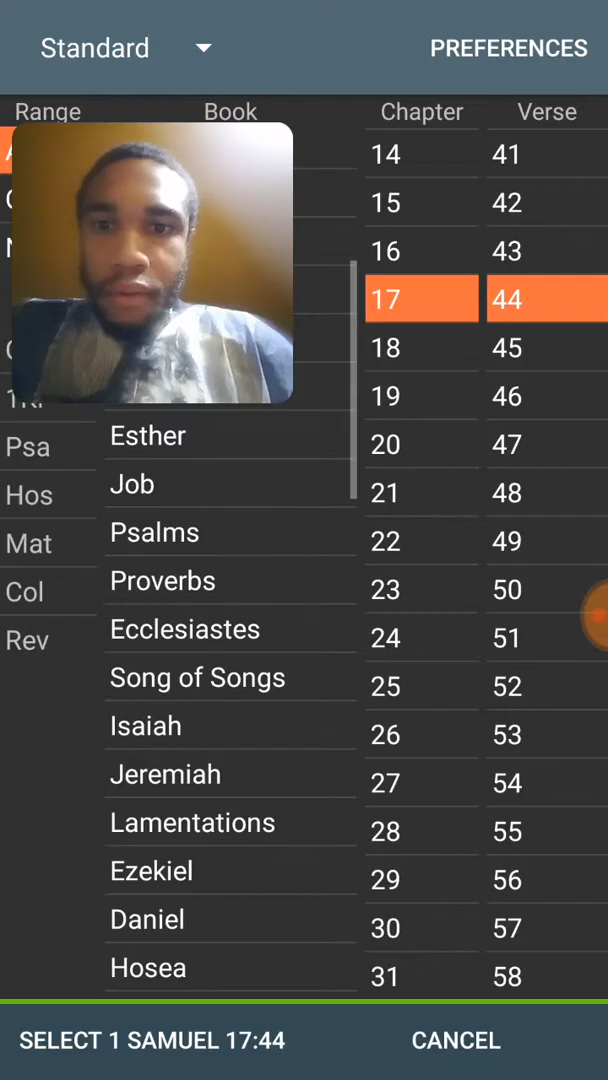 Standard PREFERENCES
Range Book Chapter Verse
14 41
15 42
16 43
17 44
18 45
19 46
Psa Esther 20 47
Hos Job 21 48
Mat Psalms 22 49
Col Proverbs 23 50
Rev Ecclesiastes 24 51
Song of Songs 25 52
Isaiah 26 53
Jeremiah 27 54
Lamentations 28 55
Ezekiel 29 56
Daniel 30 57
Hosea 31 58
SELECT 1 SAMUEL 17:44 CANCEL